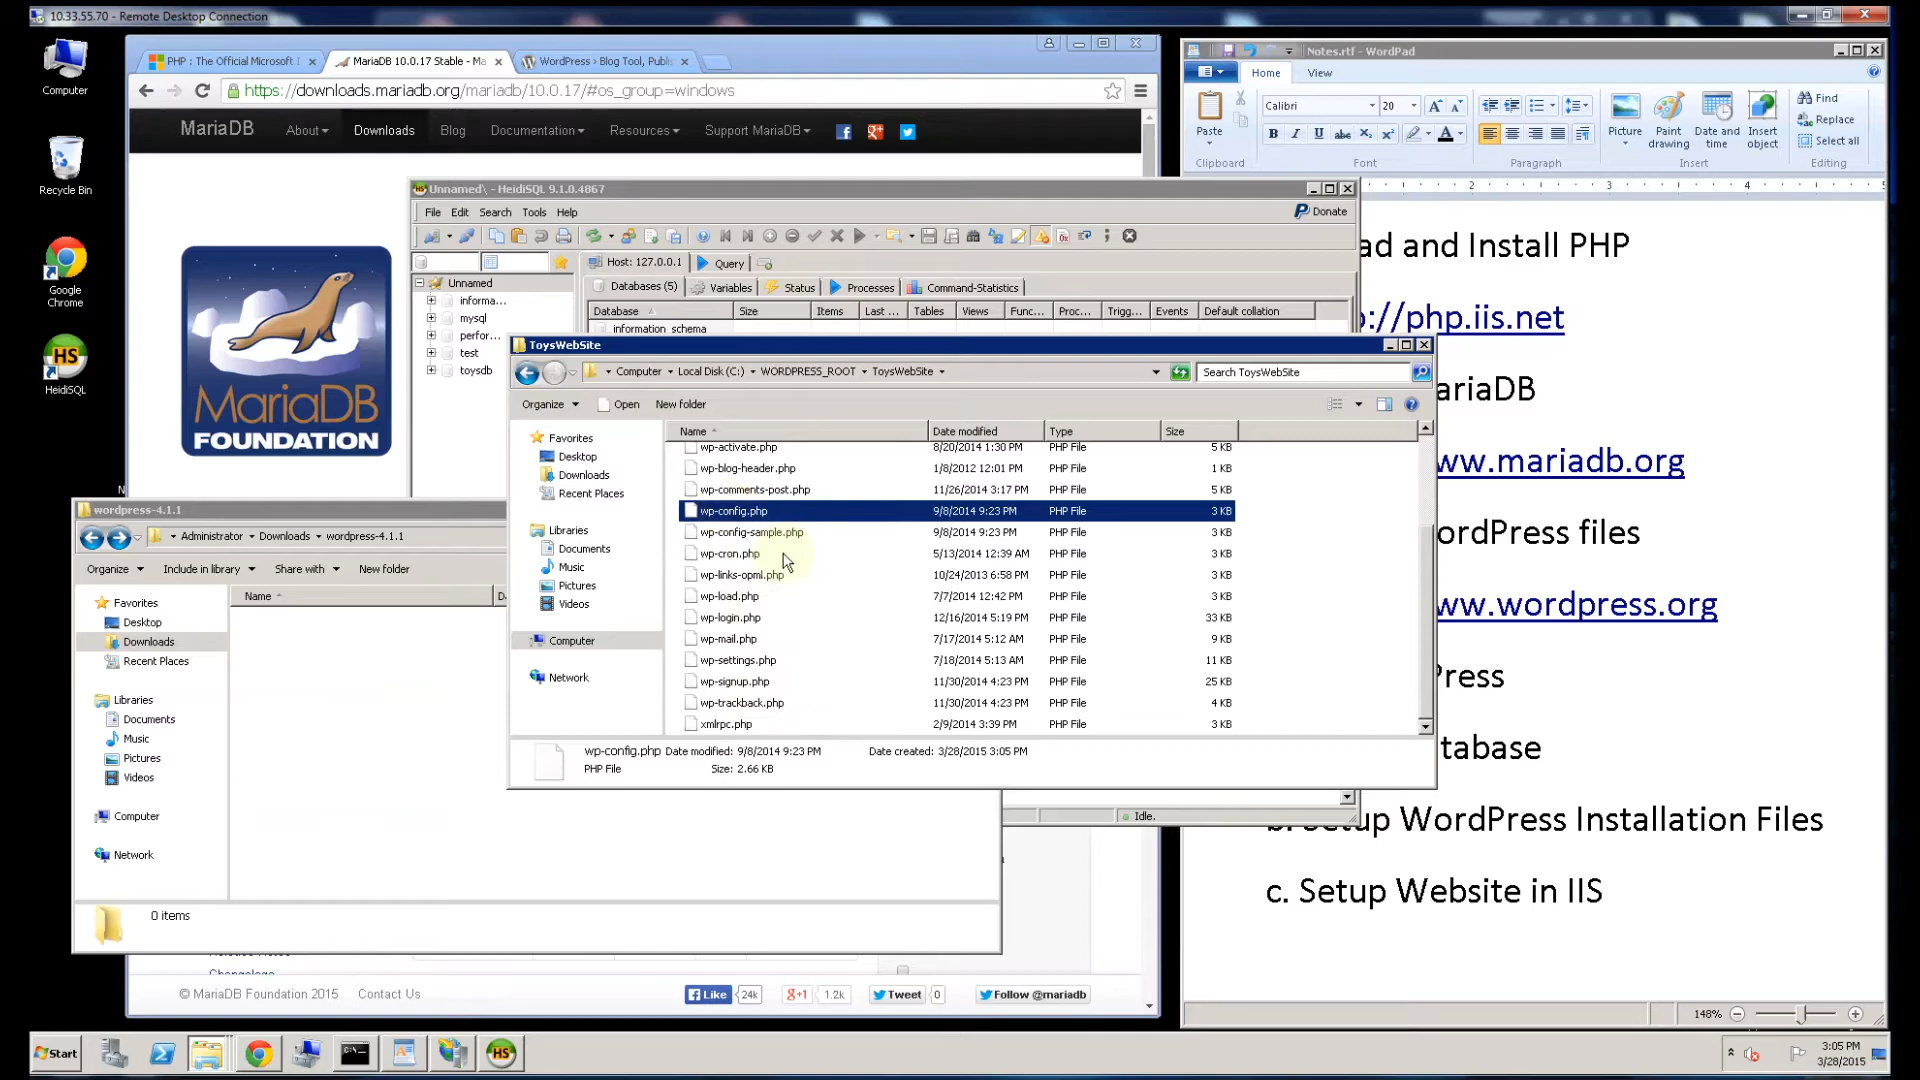 10.33.55.70 - Remote Desktop Connection
Computer
Recycle Bin
Google
Chrome
HeidiSQL
PHP : The Official Microsoft I
MariaDB 10.0.17 Stable - Ma
WordPress › Blog Tool, Publis
https://downloads.mariadb.org/mariadb/10.0.17/#os_group=windows
MariaDB
About
Downloads
Blog
Documentation
Resources
Support MariaDB
MariaDB
FOUNDATION
Unnamed\ - HeidiSQL 9.1.0.4867
File Edit Search Tools Help
Donate
Host: 127.0.0.1
Query
Unnamed
informa...
mysql
perfor...
test
toysdb
Databases (5)
Variables
Status
Processes
Command-Statistics
Database Size Items Last ... Tables Views Func... Proc... Trigg... Events Default collation
information_schema
Idle.
ToysWebSite
Computer
Local Disk (C:)
WORDPRESS_ROOT
ToysWebSite
Search ToysWebSite
Organize
Open
New folder
Favorites
Desktop
Downloads
Recent Places
Libraries
Documents
Music
Pictures
Videos
Computer
Network
Name Date modified Type Size
wp-activate.php 8/20/2014 1:30 PM PHP File 5 KB
wp-blog-header.php 1/8/2012 12:01 PM PHP File 1 KB
wp-comments-post.php 11/26/2014 3:17 PM PHP File 5 KB
wp-config.php 9/8/2014 9:23 PM PHP File 3 KB
wp-config-sample.php 9/8/2014 9:23 PM PHP File 3 KB
wp-cron.php 5/13/2014 12:39 AM PHP File 3 KB
wp-links-opml.php 10/24/2013 6:58 PM PHP File 3 KB
wp-load.php 7/7/2014 12:42 PM PHP File 3 KB
wp-login.php 12/16/2014 5:19 PM PHP File 33 KB
wp-mail.php 7/17/2014 5:12 AM PHP File 9 KB
wp-settings.php 7/18/2014 5:13 AM PHP File 11 KB
wp-signup.php 11/30/2014 4:23 PM PHP File 25 KB
wp-trackback.php 11/30/2014 4:23 PM PHP File 4 KB
xmlrpc.php 2/9/2014 3:39 PM PHP File 3 KB
wp-config.php Date modified: 9/8/2014 9:23 PM Date created: 3/28/2015 3:05 PM
PHP File Size: 2.66 KB
wordpress-4.1.1
Administrator
Downloads
wordpress-4.1.1
Organize
Include in library
Share with
New folder
Name
Favorites
Desktop
Downloads
Recent Places
Libraries
Documents
Music
Pictures
Videos
Computer
Network
0 items
Changelogs
© MariaDB Foundation 2015 Contact Us
Like 24k
+1 1.2k
Tweet 0
Follow @mariadb
Notes.rtf - WordPad
Home View
Paste
Clipboard
Calibri 20
B I U abc X₂ X²
Font
Paragraph
Picture
Paint
drawing
Date and
time
Insert
object
Insert
Find
Replace
Select all
Editing
2 3 4 5
ad and Install PHP
p://php.iis.net
ariaDB
ww.mariadb.org
ordPress files
ww.wordpress.org
Press
tabase
b. Setup WordPress Installation Files
c. Setup Website in IIS
148%
Start
3:05 PM
3/28/2015